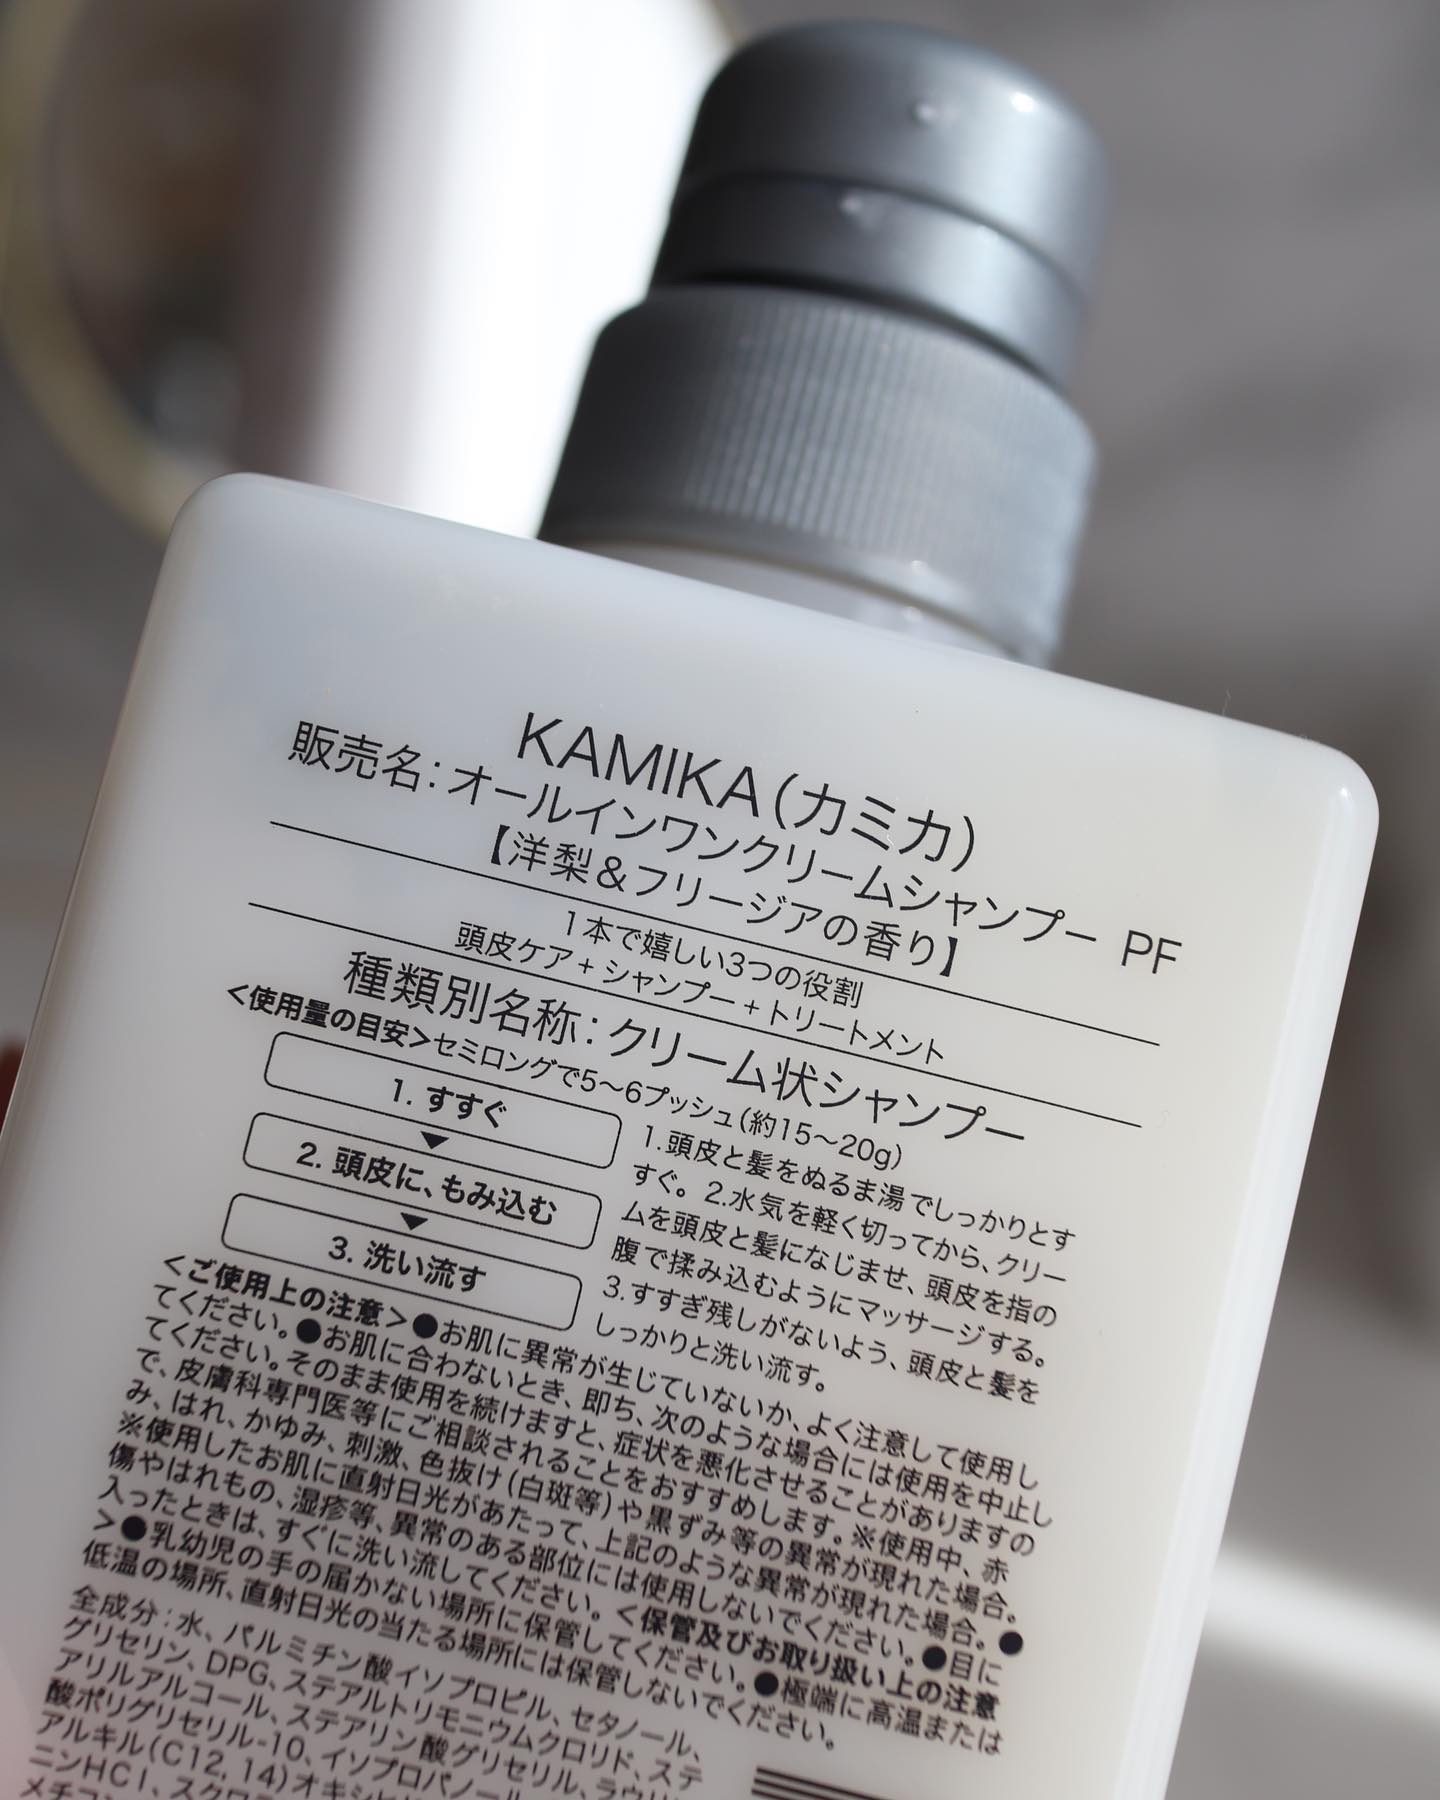 KAMIKA（カミカ）
販売名：オールインワンクリームシャンプー PF
【洋梨＆フリージアの香り】
1本で嬉しい3つの役割
頭皮ケア＋シャンプー＋トリートメント
種類別名称：クリーム状シャンプー
＜使用量の目安＞セミロングで5〜6プッシュ（約15〜20g）
1. すすぐ
2. 頭皮に、もみ込む
3. 洗い流す
1.頭皮と髪をぬるま湯でしっかりとす
すぐ。2.水気を軽く切ってから、クリー
ムを頭皮と髪になじませ、頭皮を指の
腹で揉み込むようにマッサージする。
3.すすぎ残しがないよう、頭皮と髪を
しっかりと洗い流す。
＜ご使用上の注意＞●お肌に異常が生じていないか、よく注意して使用し
てください。●お肌に合わないとき、即ち、次のような場合には使用を中止し
てください。そのまま使用を続けますと、症状を悪化させることがありますの
で、皮膚科専門医等にご相談されることをおすすめします。※使用中、赤
み、はれ、かゆみ、刺激、色抜け（白斑等）や黒ずみ等の異常が現れた場合。
※使用したお肌に直射日光があたって、上記のような異常が現れた場合。●
傷やはれもの、湿疹等、異常のある部位には使用しないでください。●目に
入ったときは、すぐに洗い流してください。＜保管及びお取り扱い上の注意
＞●乳幼児の手の届かない場所に保管してください。●極端に高温または
低温の場所、直射日光の当たる場所には保管しないでください。
全成分：水、パルミチン酸イソプロピル、セタノール、
グリセリン、DPG、ステアルトリモニウムクロリド、ステ
アリルアルコール、ステアリン酸グリセリル、ラウリ
酸ポリグリセリル-10、イソプロパノール
アルキル（C12, 14）オキシヒ
ニンHCl、スクワ
メチコン